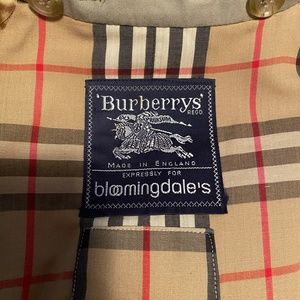 'Burberrys'
REGD
MADE IN ENGLAND
EXPRESSLY FOR
bloomingdale's